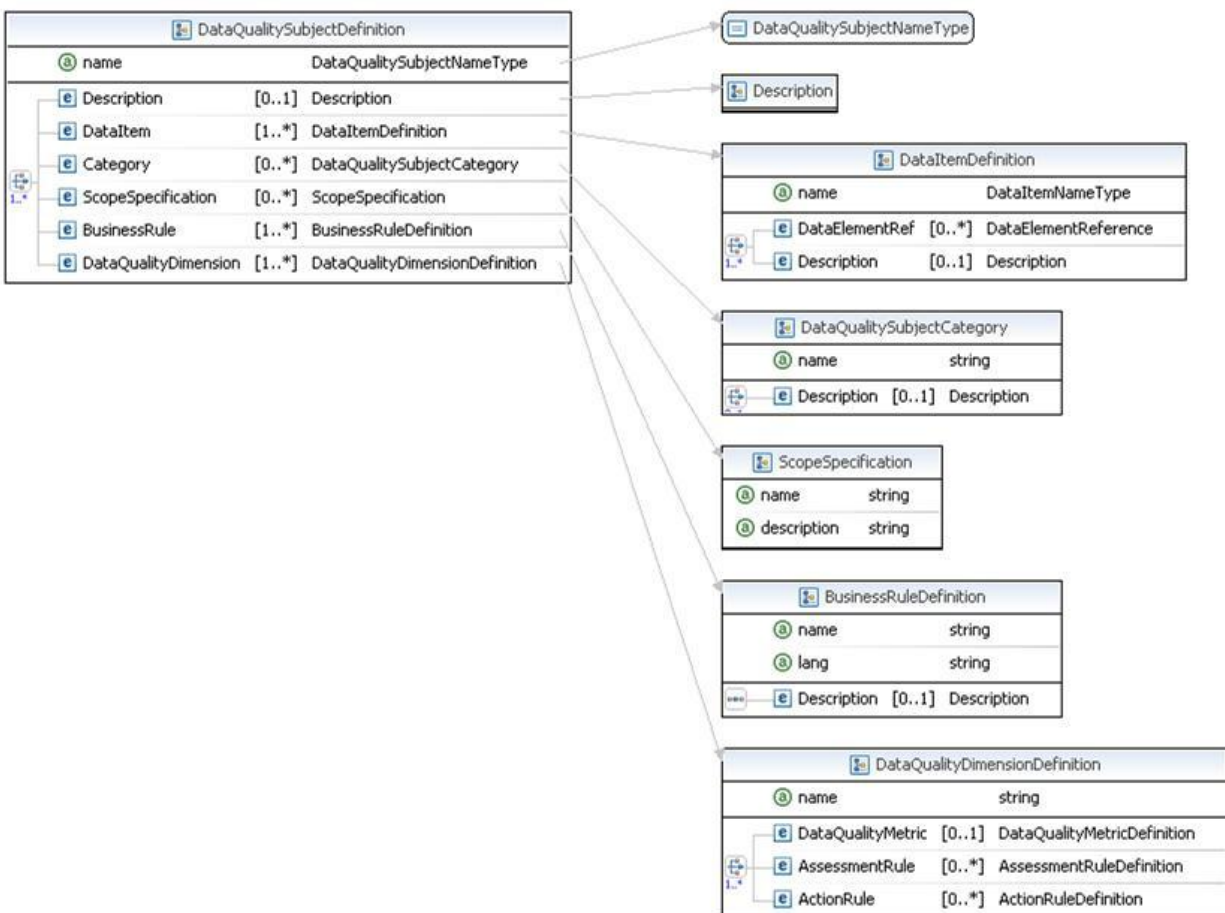 DataQualitySubjectDefinition
a name DataQualitySubjectNameType
e Description [0..1] Description
e DataItem [1..*] DataItemDefinition
e Category [0..*] DataQualitySubjectCategory
1..* e ScopeSpecification [0..*] ScopeSpecification
e BusinessRule [1..*] BusinessRuleDefinition
e DataQualityDimension [1..*] DataQualityDimensionDefinition
DataQualitySubjectNameType
Description
DataItemDefinition
a name DataItemNameType
e DataElementRef [0..*] DataElementReference
1..* e Description [0..1] Description
DataQualitySubjectCategory
a name string
e Description [0..1] Description
ScopeSpecification
a name string
a description string
BusinessRuleDefinition
a name string
a lang string
e Description [0..1] Description
DataQualityDimensionDefinition
a name string
e DataQualityMetric [0..1] DataQualityMetricDefinition
e AssessmentRule [0..*] AssessmentRuleDefinition
1..* e ActionRule [0..*] ActionRuleDefinition